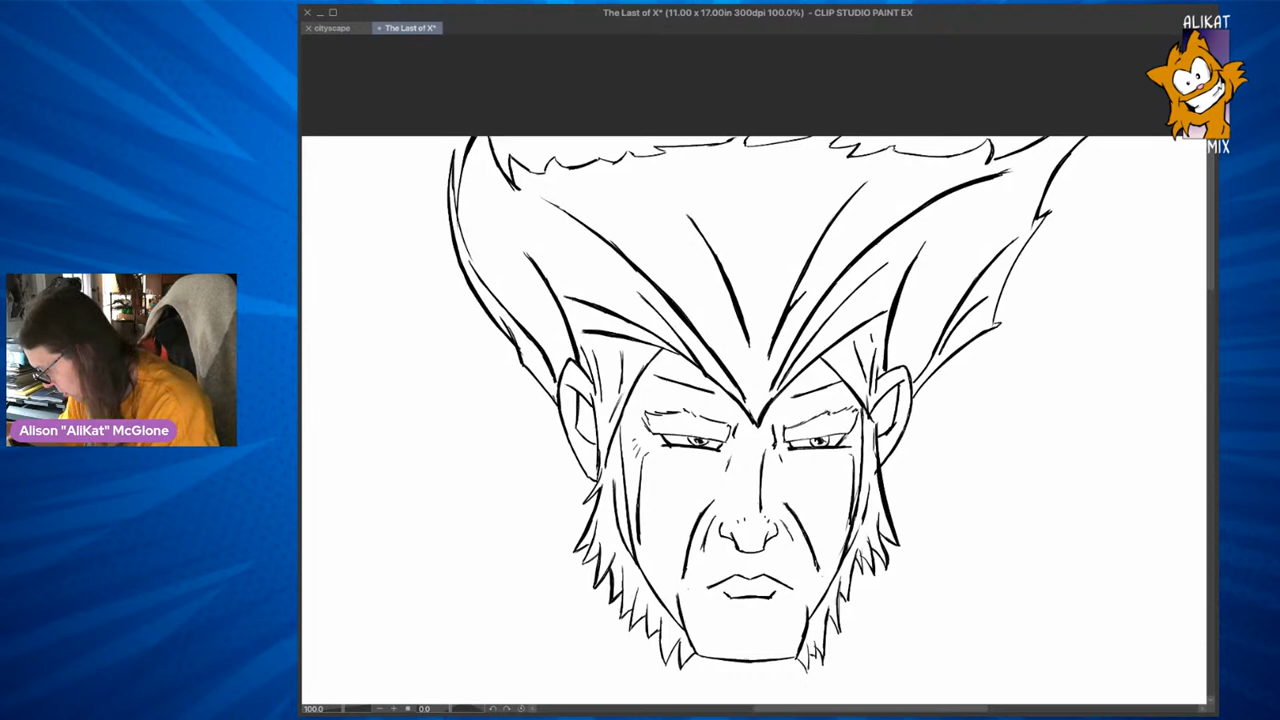 The Last of X* (11.00 x 17.00in 300dpi 100.0%) - CLIP STUDIO PAINT EX
cityscape
The Last of X*
ALIKAT
MIX
Alison "AliKat" McGlone
100.0
0.0